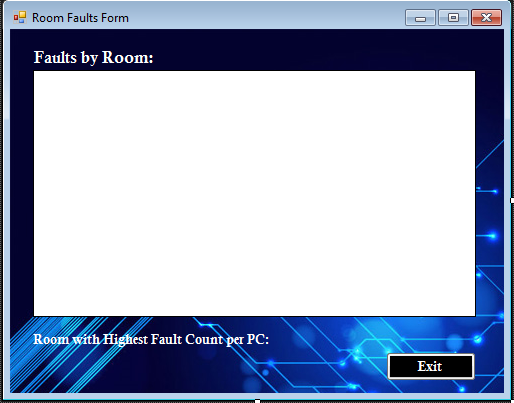 Room Faults Form
Faults by Room:
Room with Highest Fault Count per PC:
Exit